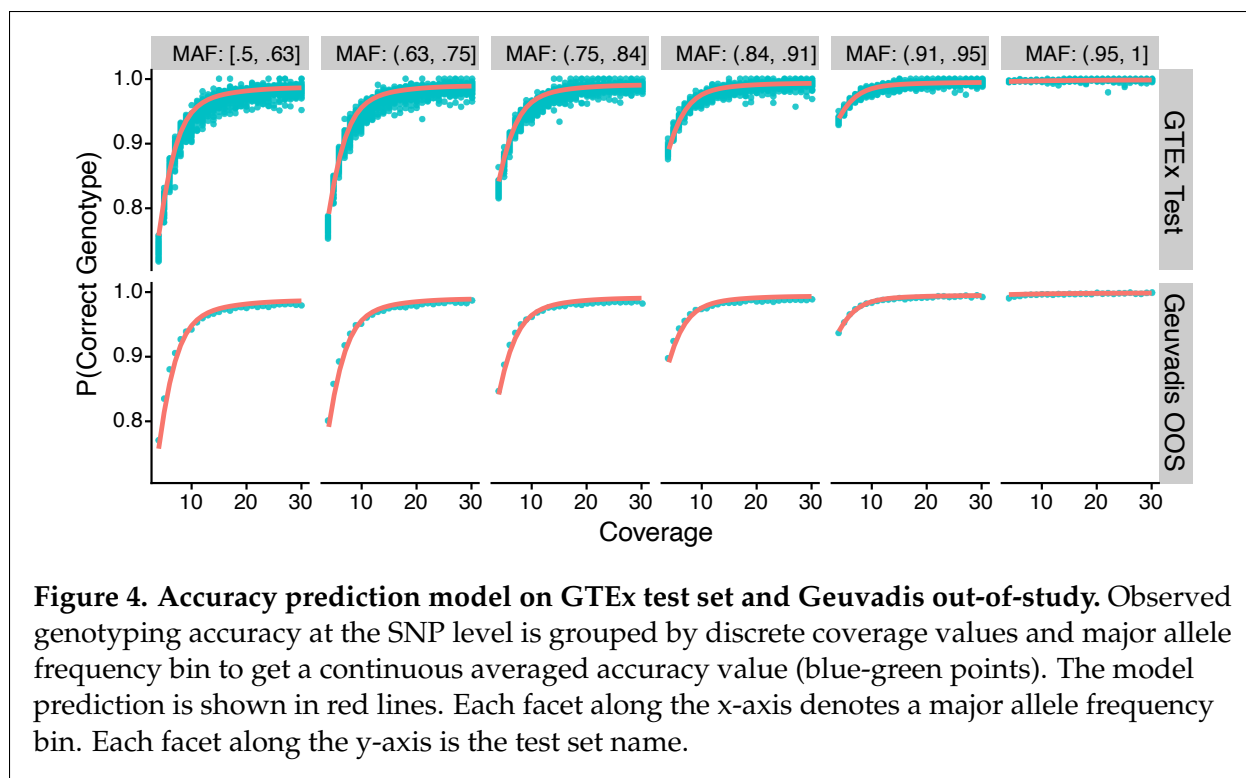 MAF: [.5, .63] MAF: (.63, .75] MAF: (.75, .84] MAF: (.84, .91] MAF: (.91, .95] MAF: (.95, 1]
1.0
0.9
0.8
GTEx Test
P(Correct Genotype)
1.0
0.9
0.8
Geuvadis OOS
10 20 30 10 20 30 10 20 30 10 20 30 10 20 30 10 20 30
Coverage
Figure 4. Accuracy prediction model on GTEx test set and Geuvadis out-of-study. Observed
genotyping accuracy at the SNP level is grouped by discrete coverage values and major allele
frequency bin to get a continuous averaged accuracy value (blue-green points). The model
prediction is shown in red lines. Each facet along the x-axis denotes a major allele frequency
bin. Each facet along the y-axis is the test set name.